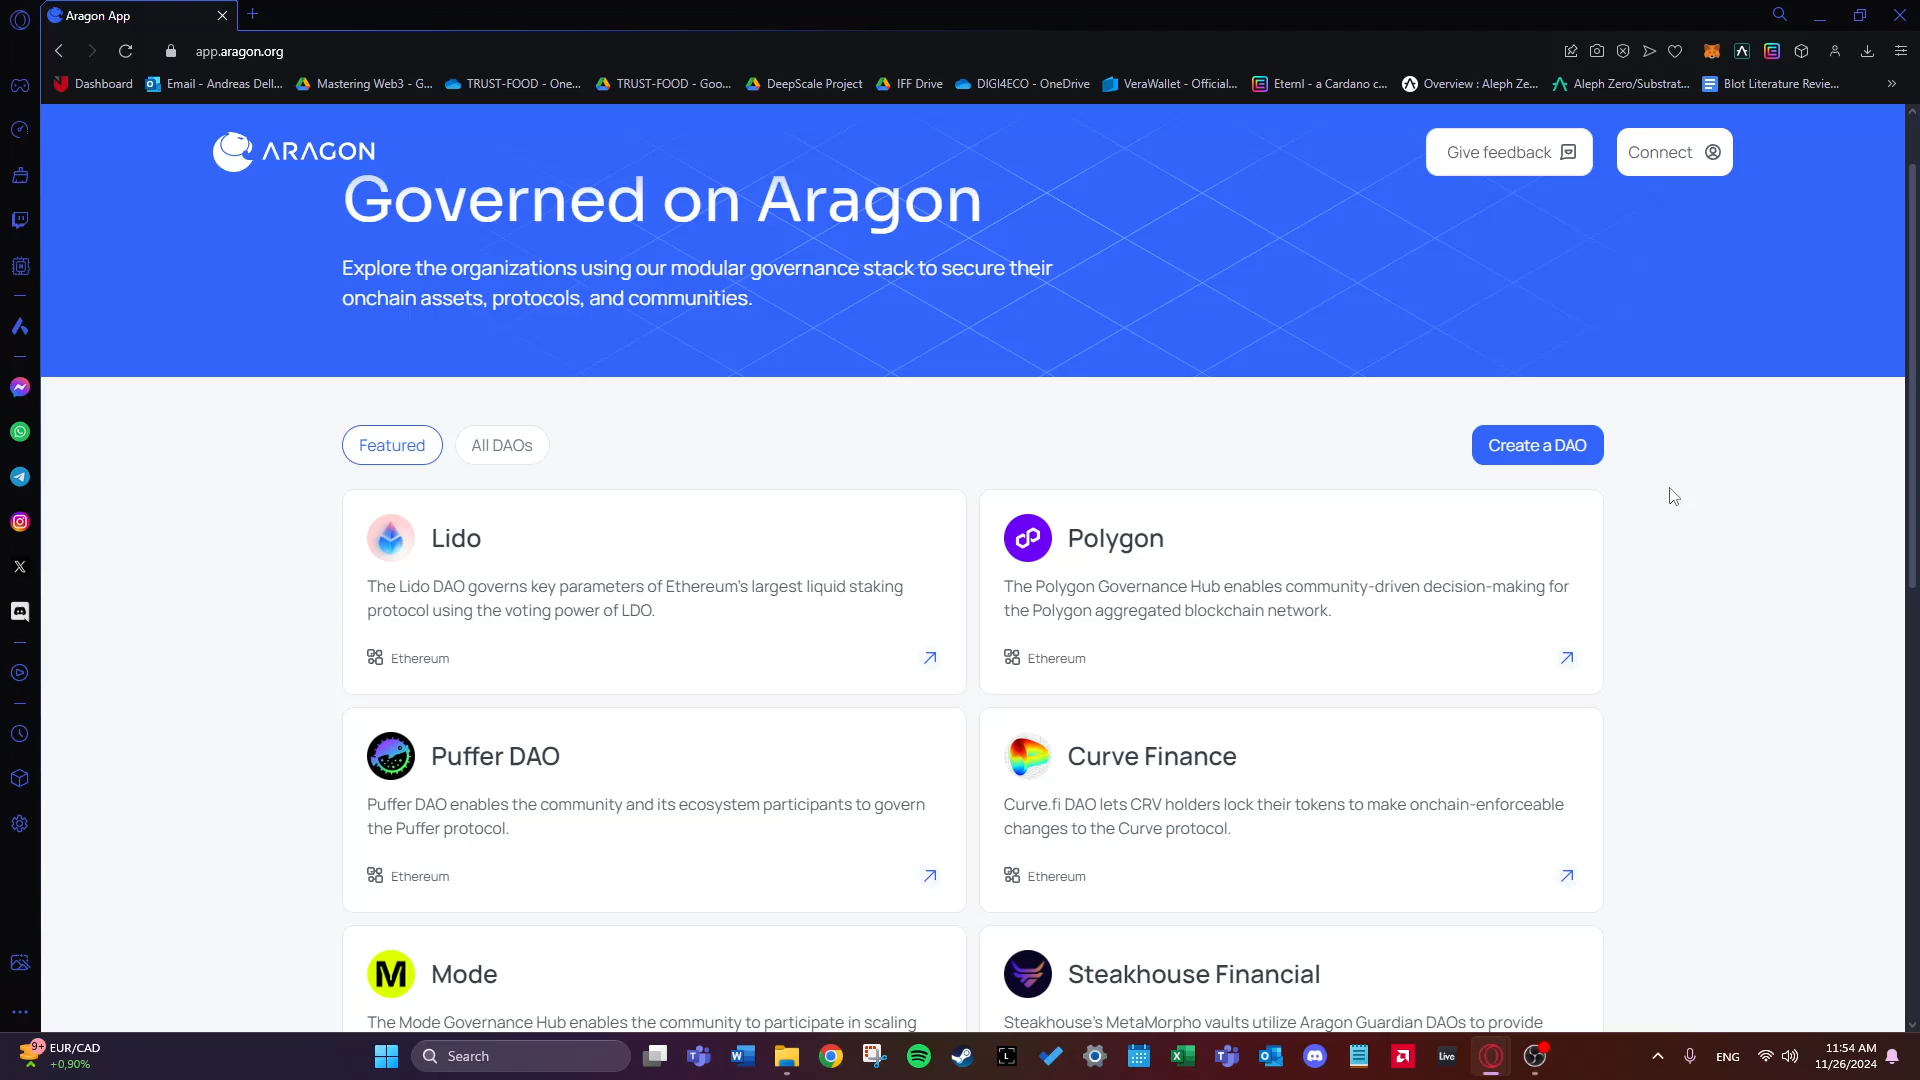 Aragon App
app.aragon.org
Dashboard
Email - Andreas Dell...
Mastering Web3 - G...
TRUST-FOOD - One...
TRUST-FOOD - Goo...
DeepScale Project
IFF Drive
DIGI4ECO - OneDrive
VeraWallet - Official...
Eternl - a Cardano c...
Overview : Aleph Ze...
Aleph Zero/Substrat...
Blot Literature Revie...
ARAGON
Give feedback
Connect
Governed on Aragon
Explore the organizations using our modular governance stack to secure their
onchain assets, protocols, and communities.
Featured
All DAOs
Create a DAO
Lido
The Lido DAO governs key parameters of Ethereum's largest liquid staking
protocol using the voting power of LDO.
Ethereum
Polygon
The Polygon Governance Hub enables community-driven decision-making for
the Polygon aggregated blockchain network.
Ethereum
Puffer DAO
Puffer DAO enables the community and its ecosystem participants to govern
the Puffer protocol.
Ethereum
Curve Finance
Curve.fi DAO lets CRV holders lock their tokens to make onchain-enforceable
changes to the Curve protocol.
Ethereum
M
Mode
The Mode Governance Hub enables the community to participate in scaling
Steakhouse Financial
Steakhouse's MetaMorpho vaults utilize Aragon Guardian DAOs to provide
9+
EUR/CAD
+0,90%
Search
Live
ENG
11:54 AM
11/26/2024